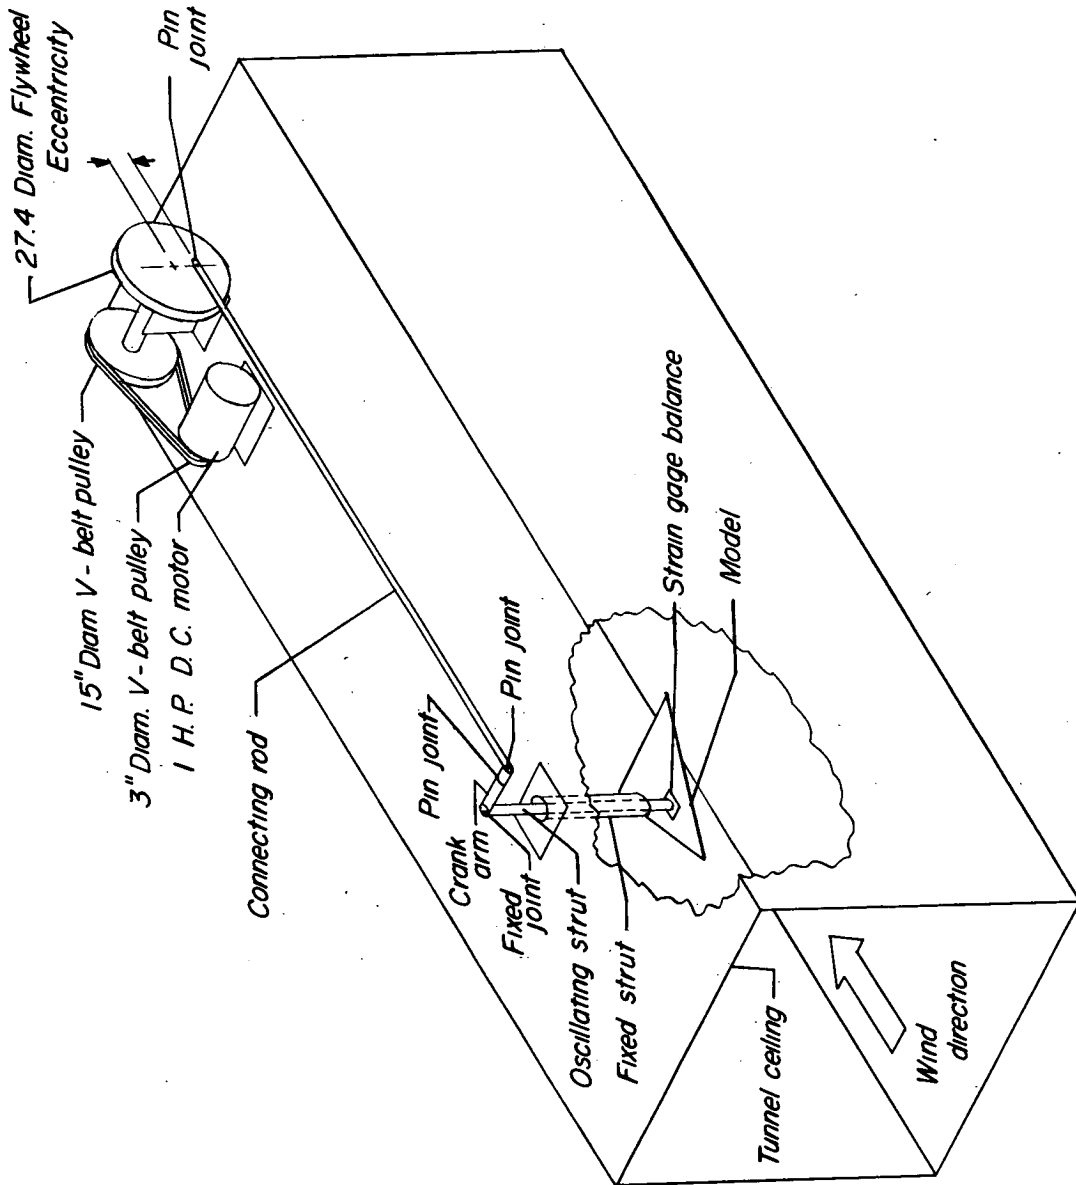 27.4 Diam. Flywheel
Eccentricity
Pin
joint
15" Diam V - belt pulley
3" Diam. V - belt pulley
1 H.P. D.C. motor
Connecting rod
Pin joint
Crank
arm
Pin joint
Fixed
joint
Oscillating strut
Fixed strut
Strain gage balance
Model
Tunnel ceiling
Wind
direction